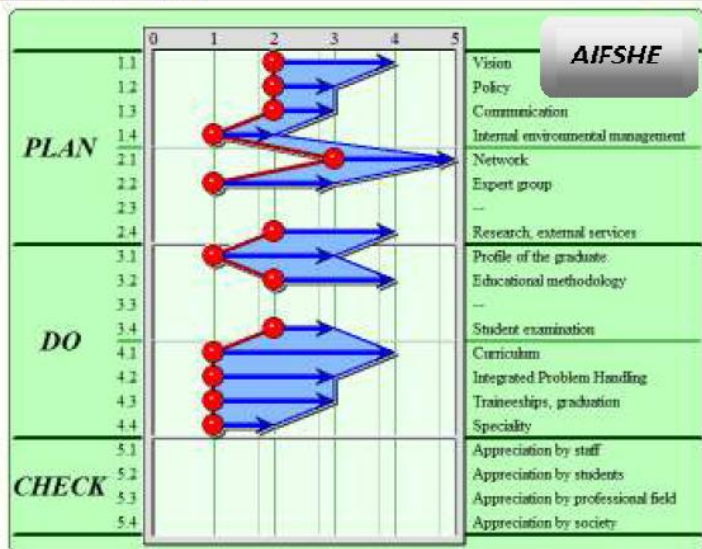 AIFSHE
0 1 2 3 4 5
PLAN
1.1 Vision
1.2 Policy
1.3 Communication
1.4 Internal environmental management
2.1 Network
2.2 Expert group
2.3 ---
2.4 Research, external services
DO
3.1 Profile of the graduate
3.2 Educational methodology
3.3 ---
3.4 Student examination
4.1 Curriculum
4.2 Integrated Problem Handling
4.3 Traineeships, graduation
4.4 Speciality
CHECK
5.1 Appreciation by staff
5.2 Appreciation by students
5.3 Appreciation by professional field
5.4 Appreciation by society